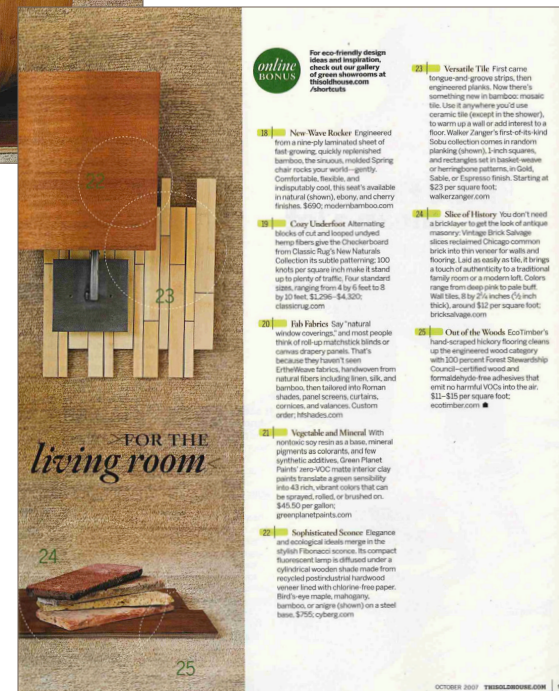 22
23
>FOR THE
living room
24
25
online
BONUS
For eco-friendly design
ideas and inspiration,
check out our gallery
of green showrooms at
thisoldhouse.com
/shortcuts
18 New-Wave Rocker Engineered
from a nine-ply laminated sheet of
fast-growing, quickly replenished
bamboo, the sinuous, molded Spring
chair rocks your world—gently.
Comfortable, flexible, and
indisputably cool, this seat's available
in natural (shown), ebony, and cherry
finishes. $690; modernbamboo.com
19 Cozy Underfoot Alternating
blocks of cut and looped undyed
hemp fibers give the Checkerboard
from Classic Rug's New Naturals
Collection its subtle patterning; 100
knots per square inch make it stand
up to plenty of traffic. Four standard
sizes, ranging from 4 by 6 feet to 8
by 10 feet. $1,296–$4,320;
classicrug.com
20 Fab Fabrics Say "natural
window coverings," and most people
think of roll-up matchstick blinds or
canvas drapery panels. That's
because they haven't seen
ErtheWeave fabrics, handwoven from
natural fibers including linen, silk, and
bamboo, then tailored into Roman
shades, panel screens, curtains,
cornices, and valances. Custom
order; htshades.com
21 Vegetable and Mineral With
nontoxic soy resin as a base, mineral
pigments as colorants, and few
synthetic additives, Green Planet
Paints' zero-VOC matte interior clay
paints translate a green sensibility
into 43 rich, vibrant colors that can
be sprayed, rolled, or brushed on.
$45.50 per gallon;
greenplanetpaints.com
22 Sophisticated Sconce Elegance
and ecological ideals merge in the
stylish Fibonacci sconce. Its compact
fluorescent lamp is diffused under a
cylindrical wooden shade made from
recycled postindustrial hardwood
veneer lined with chlorine-free paper.
Bird's-eye maple, mahogany,
bamboo, or anigre (shown) on a steel
base, $755; cyberg.com
23 Versatile Tile First came
tongue-and-groove strips, then
engineered planks. Now there's
something new in bamboo: mosaic
tile. Use it anywhere you'd use
ceramic tile (except in the shower),
to warm up a wall or add interest to a
floor. Walker Zanger's first-of-its-kind
Sobu collection comes in random
planking (shown), 1-inch squares,
and rectangles set in basket-weave
or herringbone patterns, in Gold,
Sable, or Espresso finish. Starting at
$23 per square foot;
walkerzanger.com
24 Slice of History You don't need
a bricklayer to get the look of antique
masonry: Vintage Brick Salvage
slices reclaimed Chicago common
brick into thin veneer for walls and
flooring. Laid as easily as tile, it brings
a touch of authenticity to a traditional
family room or a modern loft. Colors
range from deep pink to pale buff.
Wall tiles, 8 by 2¼ inches (½ inch
thick), around $12 per square foot;
bricksalvage.com
25 Out of the Woods EcoTimber's
hand-scraped hickory flooring cleans
up the engineered wood category
with 100 percent Forest Stewardship
Council–certified wood and
formaldehyde-free adhesives that
emit no harmful VOCs into the air.
$11–$15 per square foot;
ecotimber.com
OCTOBER 2007 THISOLDHOUSE.COM